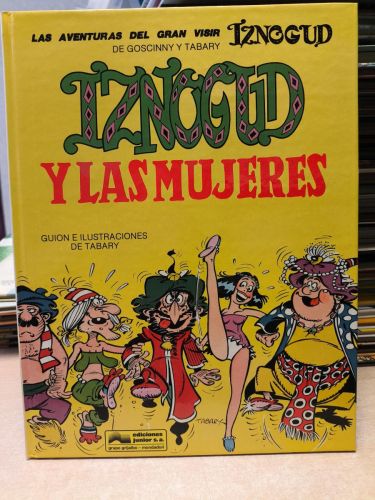 LAS AVENTURAS DEL GRAN VISIR IZNOGUD
DE GOSCINNY Y TABARY
IZNOGUD
Y LAS MUJERES
GUION E ILUSTRACIONES
DE TABARY
TABARY
ediciones
junior s.a.
grupo grijalbo - mondadori